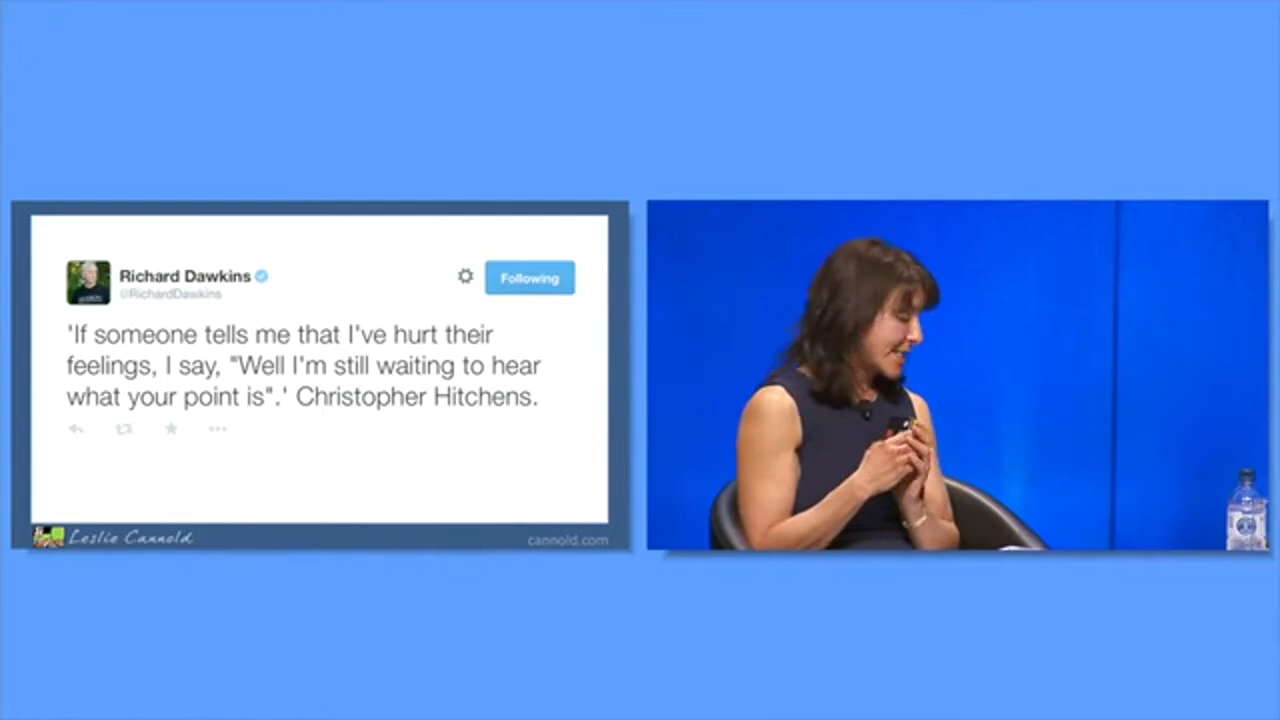 Richard Dawkins
@RichardDawkins
Following
'If someone tells me that I've hurt their
feelings, I say, "Well I'm still waiting to hear
what your point is".' Christopher Hitchens.
Leslie Cannold
cannold.com